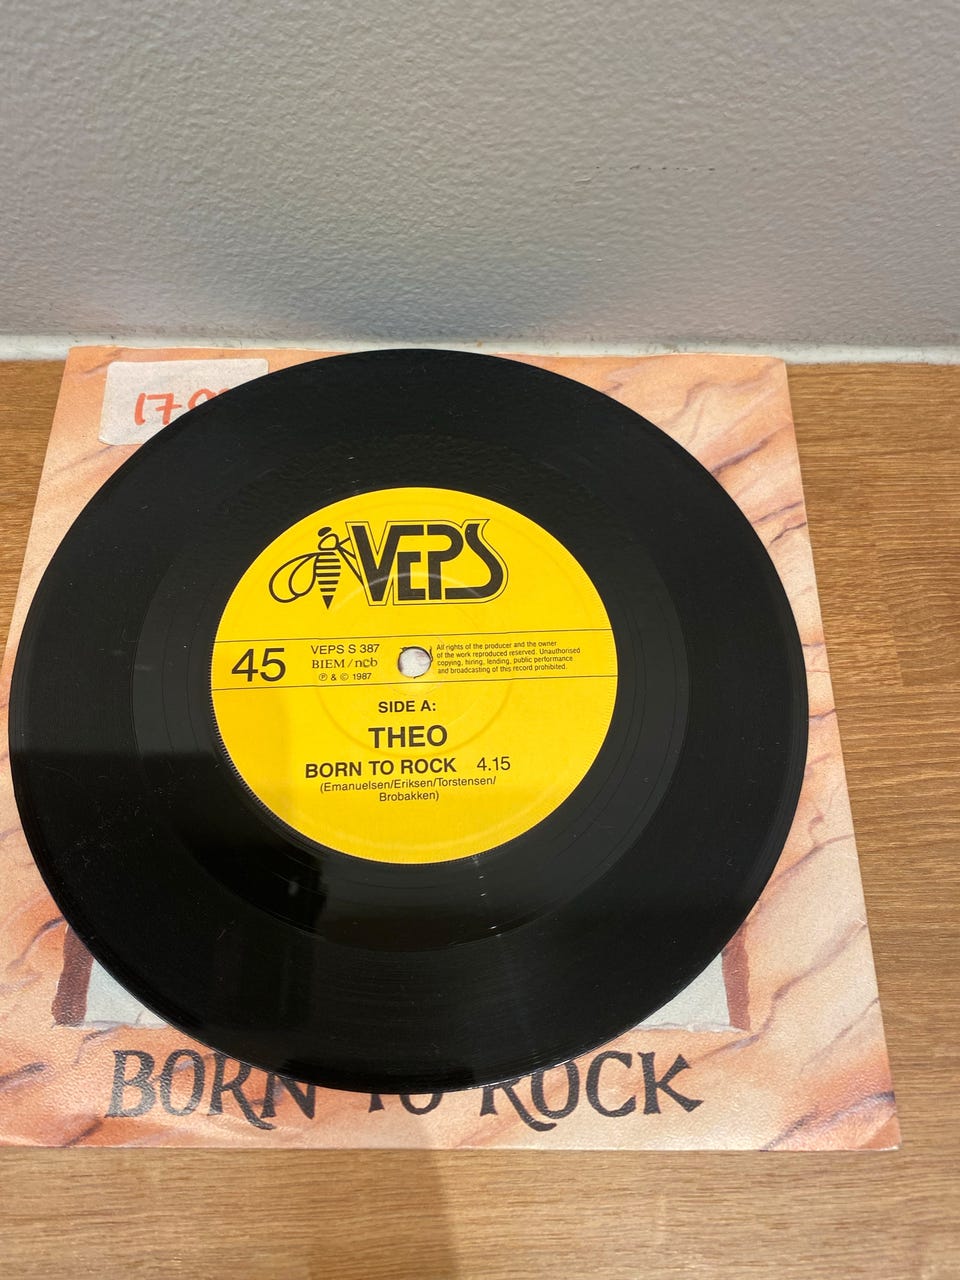 VEPS
45
VEPS S 387
BIEM / ncb
℗ & © 1987
All rights of the producer and the owner
of the work reproduced reserved. Unauthorised
copying, hiring, lending, public performance
and broadcasting of this record prohibited.
SIDE A:
THEO
BORN TO ROCK 4.15
(Emanuelsen/Eriksen/Torstensen/
Brobakken)
BORN TO ROCK